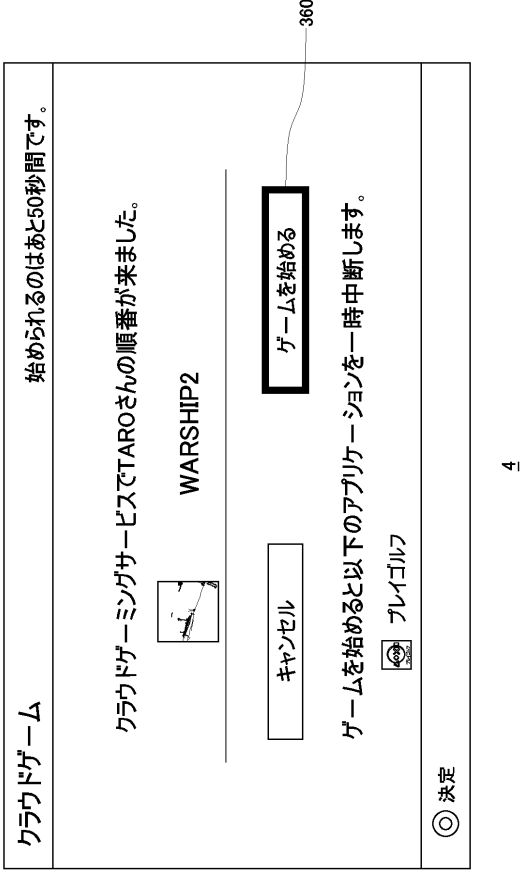 クラウドゲーム
始められるのはあと50秒間です。
クラウドゲーミングサービスでTAROさんの順番が来ました。
WARSHIP2
キャンセル
ゲームを始める
360
ゲームを始めると以下のアプリケーションを一時中断します。
プレイゴルフ
決定
4